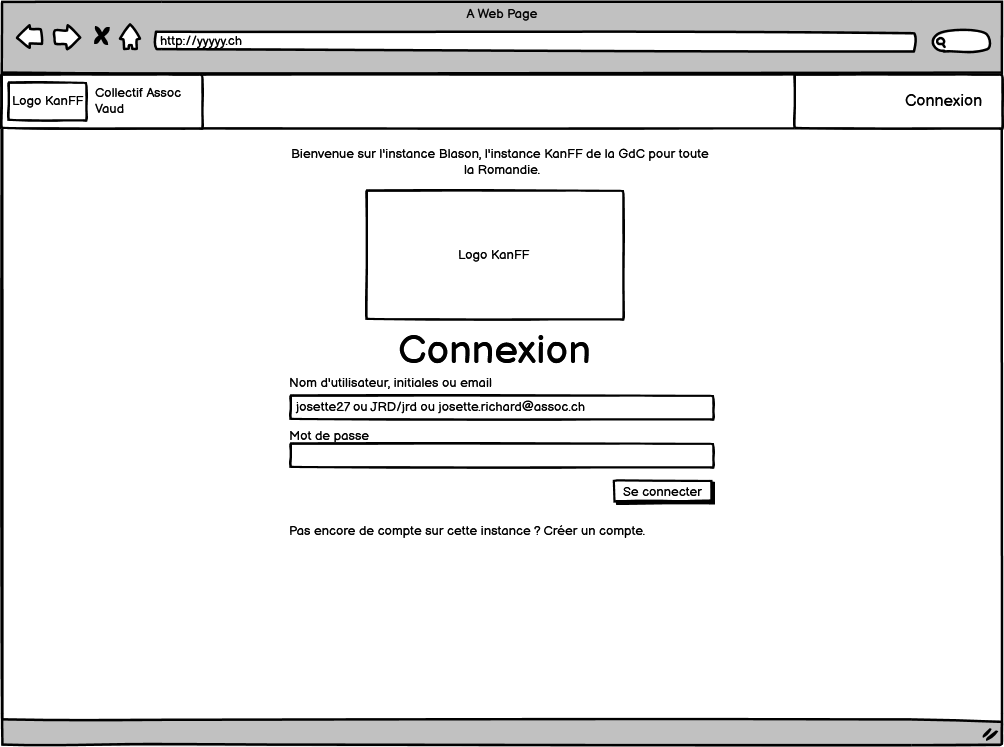 A Web Page
http://yyyyy.ch
Logo KanFF
Collectif Assoc
Vaud
Connexion
Bienvenue sur l'instance Blason, l'instance KanFF de la GdC pour toute
la Romandie.
Logo KanFF
Connexion
Nom d'utilisateur, initiales ou email
josette27 ou JRD/jrd ou josette.richard@assoc.ch
Mot de passe
Se connecter
Pas encore de compte sur cette instance ? Créer un compte.